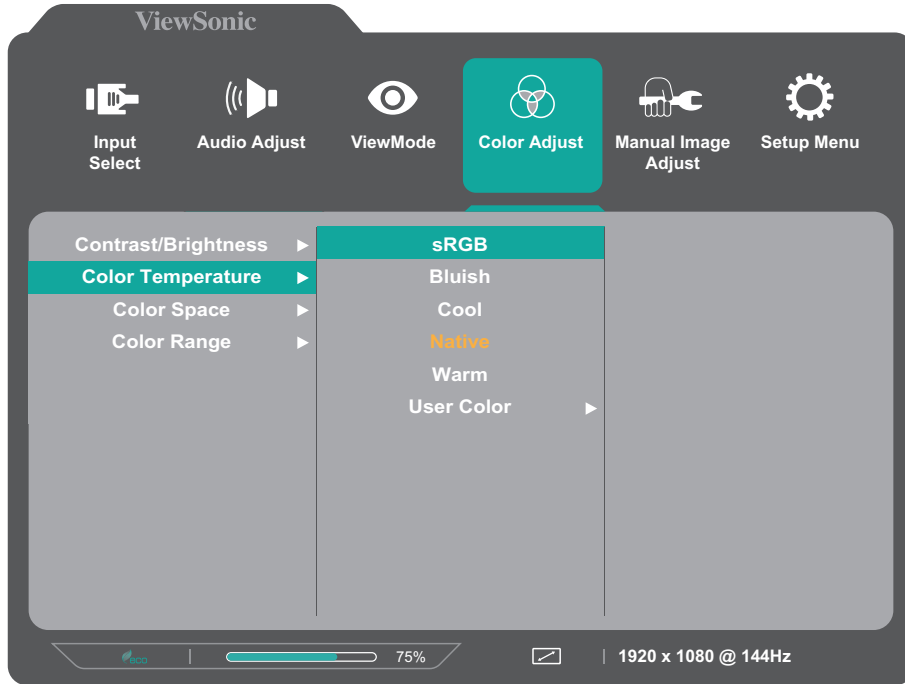 ViewSonic
Input
Select
Audio Adjust
ViewMode
Color Adjust
Manual Image
Adjust
Setup Menu
Contrast/Brightness
Color Temperature
Color Space
Color Range
sRGB
Bluish
Cool
Native
Warm
User Color
eco
75%
1920 x 1080 @ 144Hz